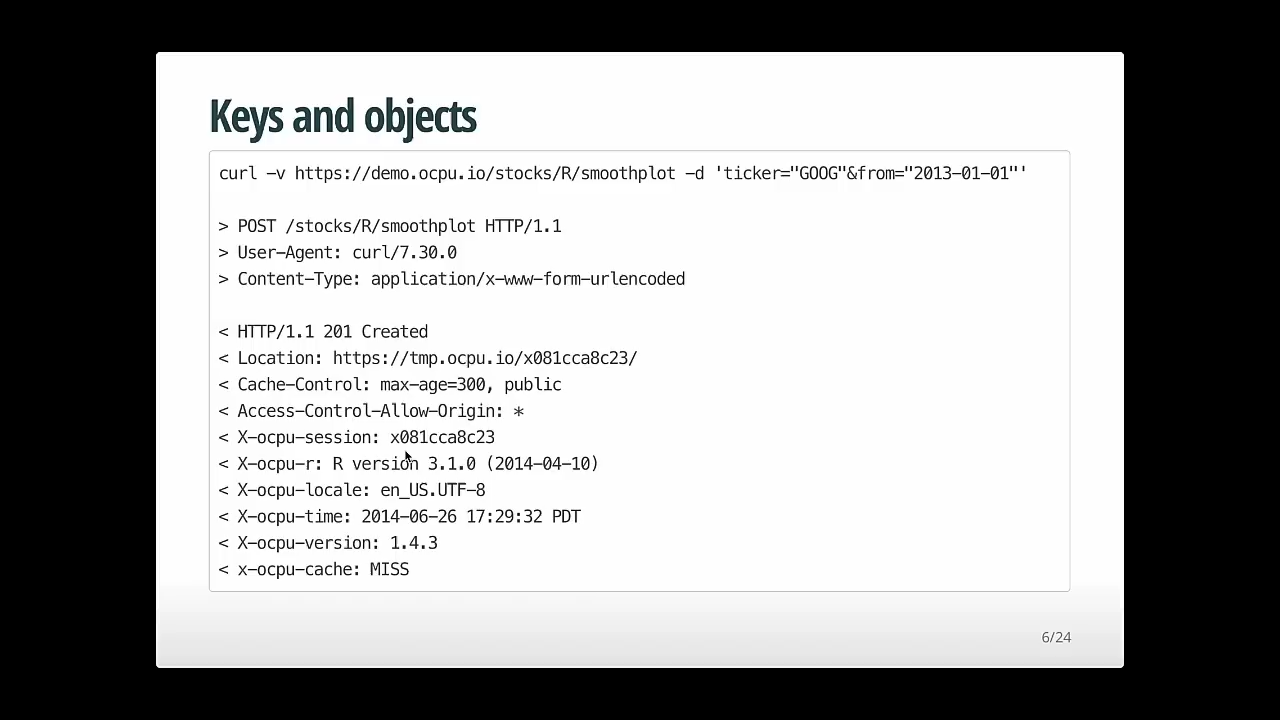 Keys and objects
curl -v https://demo.ocpu.io/stocks/R/smoothplot -d 'ticker="GOOG"&from="2013-01-01"'
> POST /stocks/R/smoothplot HTTP/1.1
> User-Agent: curl/7.30.0
> Content-Type: application/x-www-form-urlencoded
< HTTP/1.1 201 Created
< Location: https://tmp.ocpu.io/x081cca8c23/
< Cache-Control: max-age=300, public
< Access-Control-Allow-Origin: *
< X-ocpu-session: x081cca8c23
< X-ocpu-r: R version 3.1.0 (2014-04-10)
< X-ocpu-locale: en_US.UTF-8
< X-ocpu-time: 2014-06-26 17:29:32 PDT
< X-ocpu-version: 1.4.3
< x-ocpu-cache: MISS
6/24